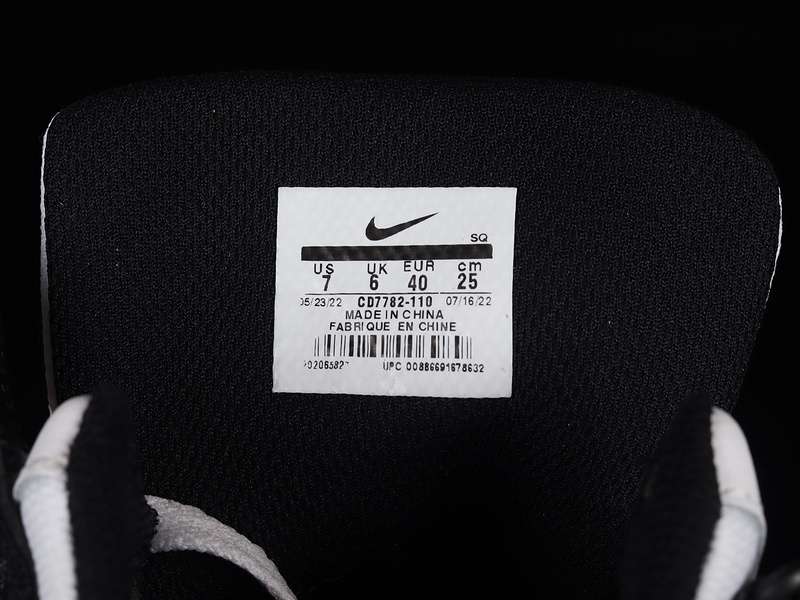 SQ
US UK EUR cm
7 6 40 25
05/23/22 CD7782-110 07/16/22
MADE IN CHINA
FABRIQUE EN CHINE
UPC 00886691678632